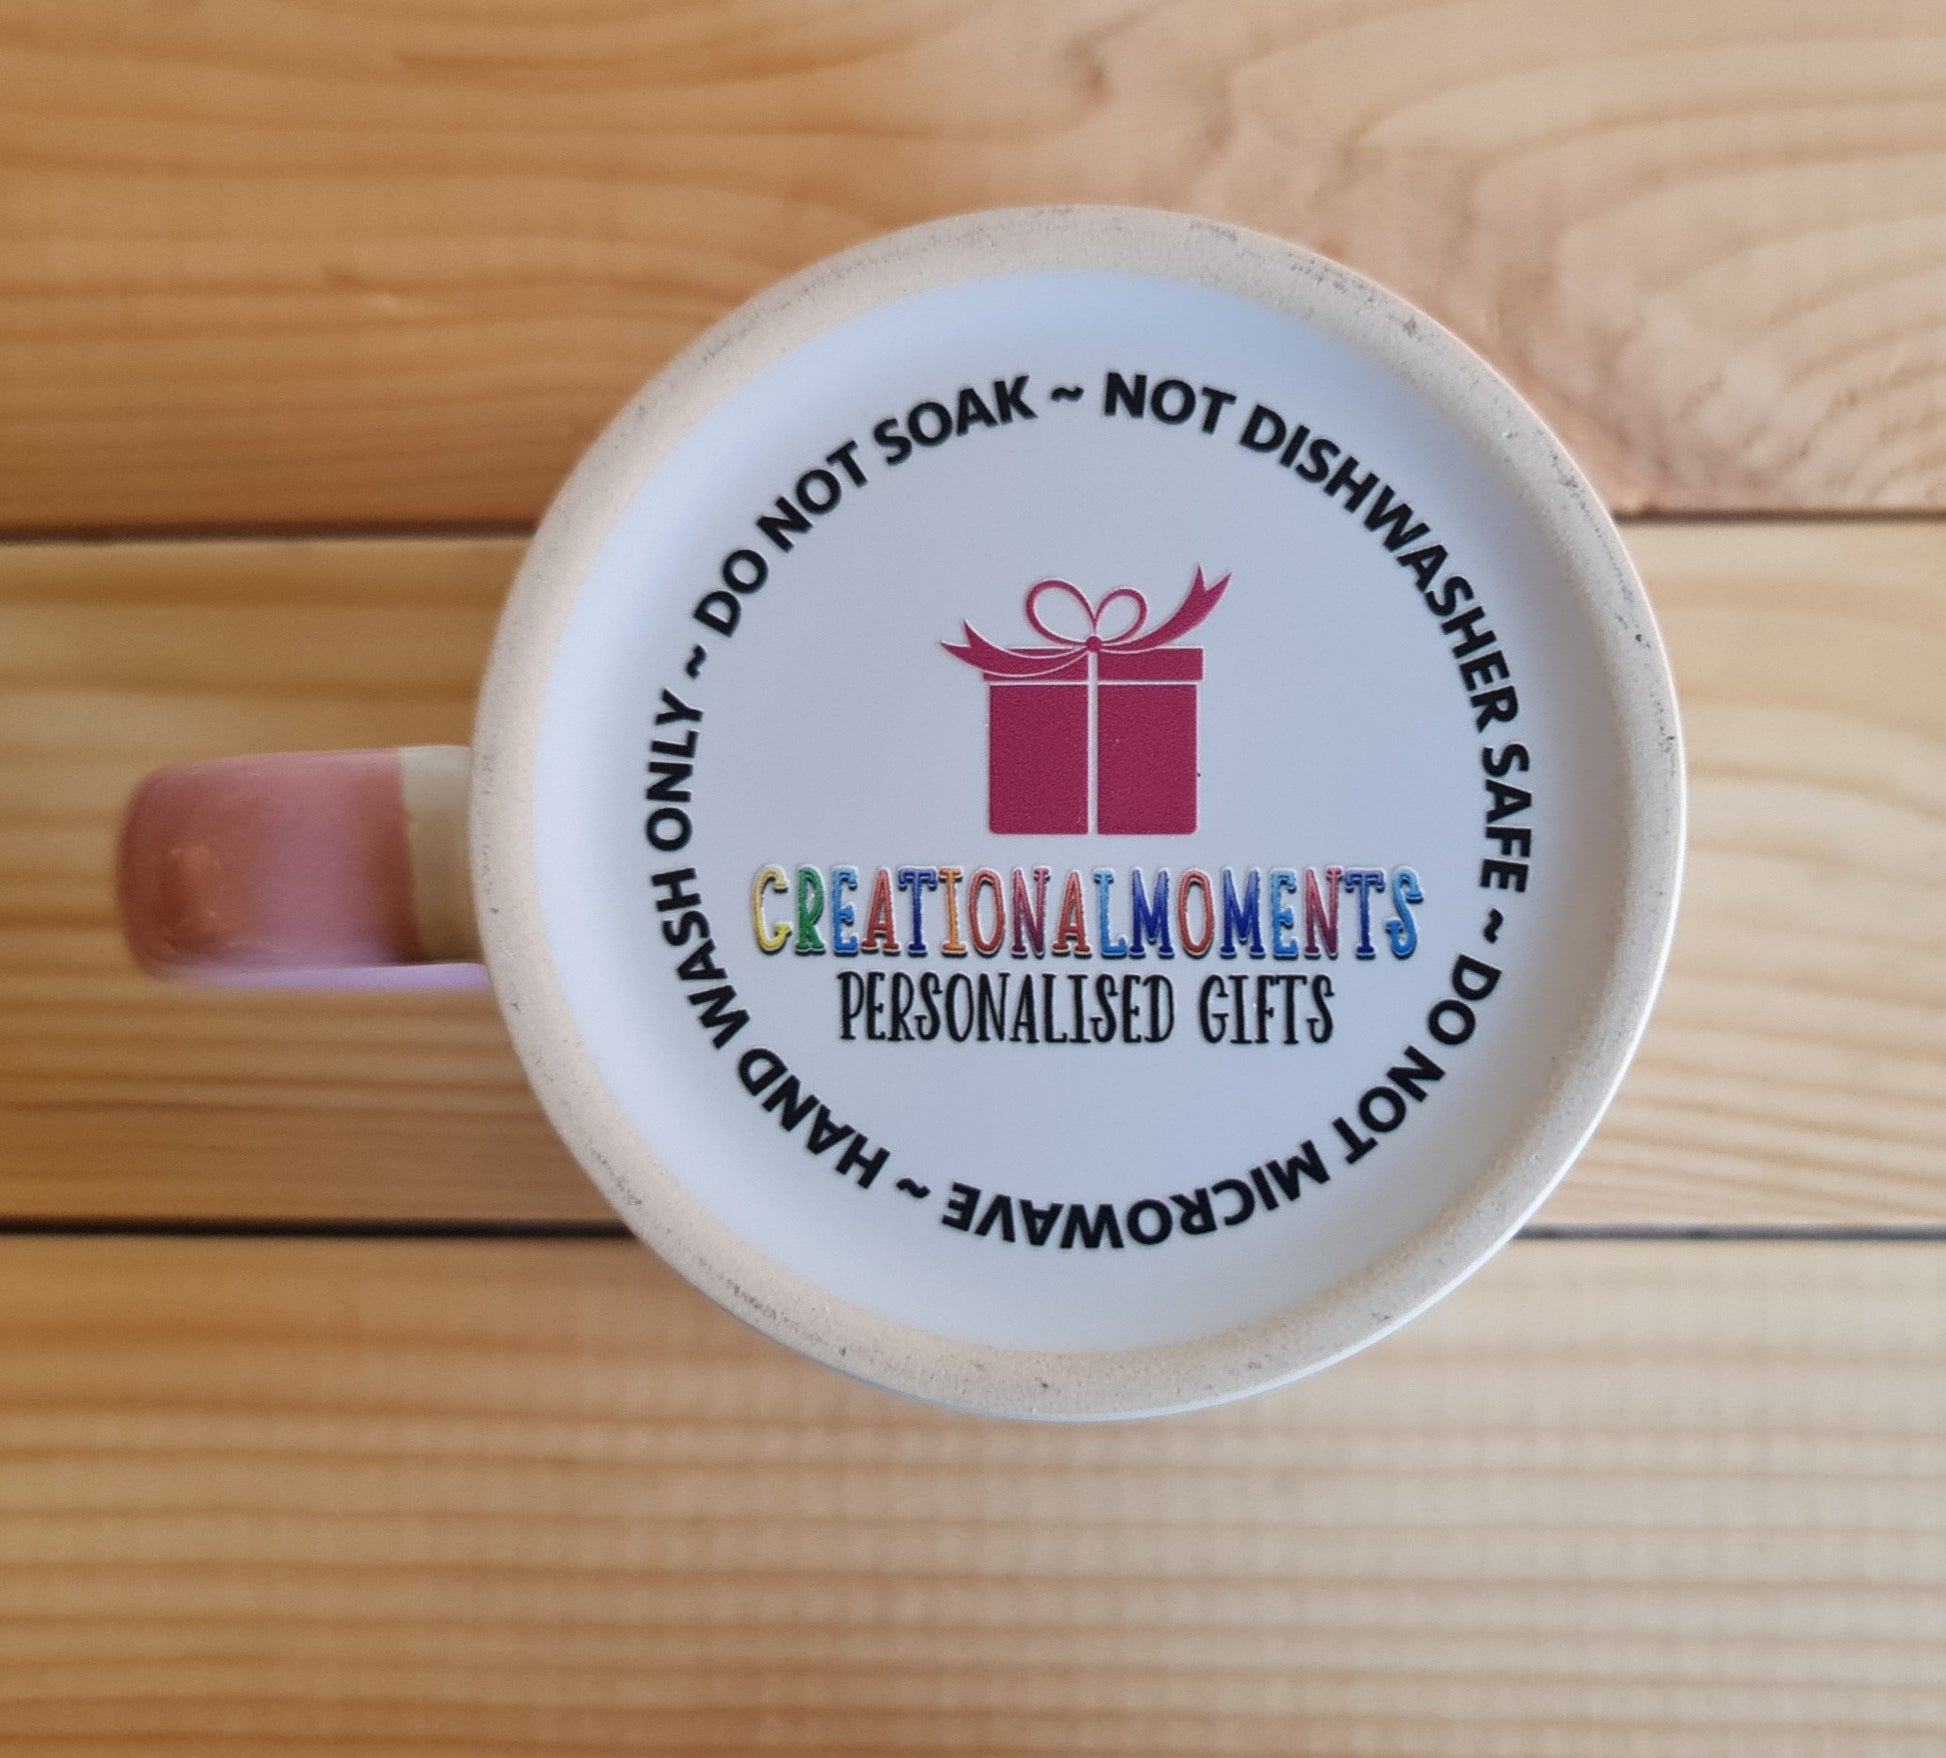 DO NOT SOAK ~ NOT DISHWASHER SAFE ~ DO NOT MICROWAVE ~ HAND WASH ONLY ~
CREATIONALMOMENTS
PERSONALISED GIFTS